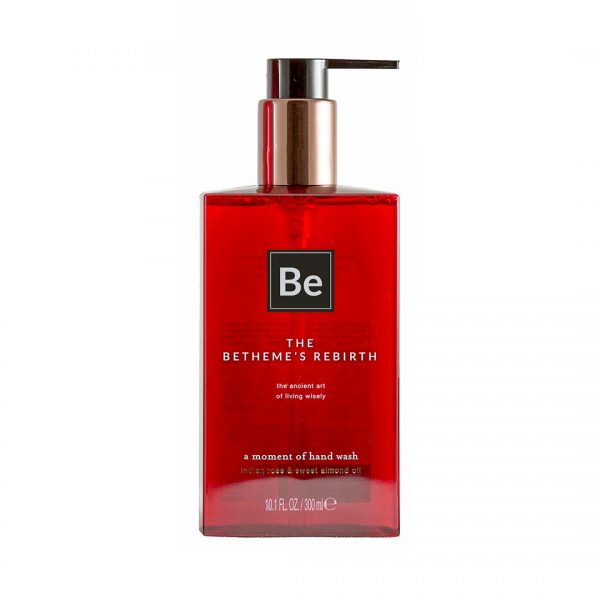 Be
THE
BETHEME'S REBIRTH
the ancient art
of living wisely
a moment of hand wash
indian rose & sweet almond oil
10.1 FL. OZ. / 300 ml ℮